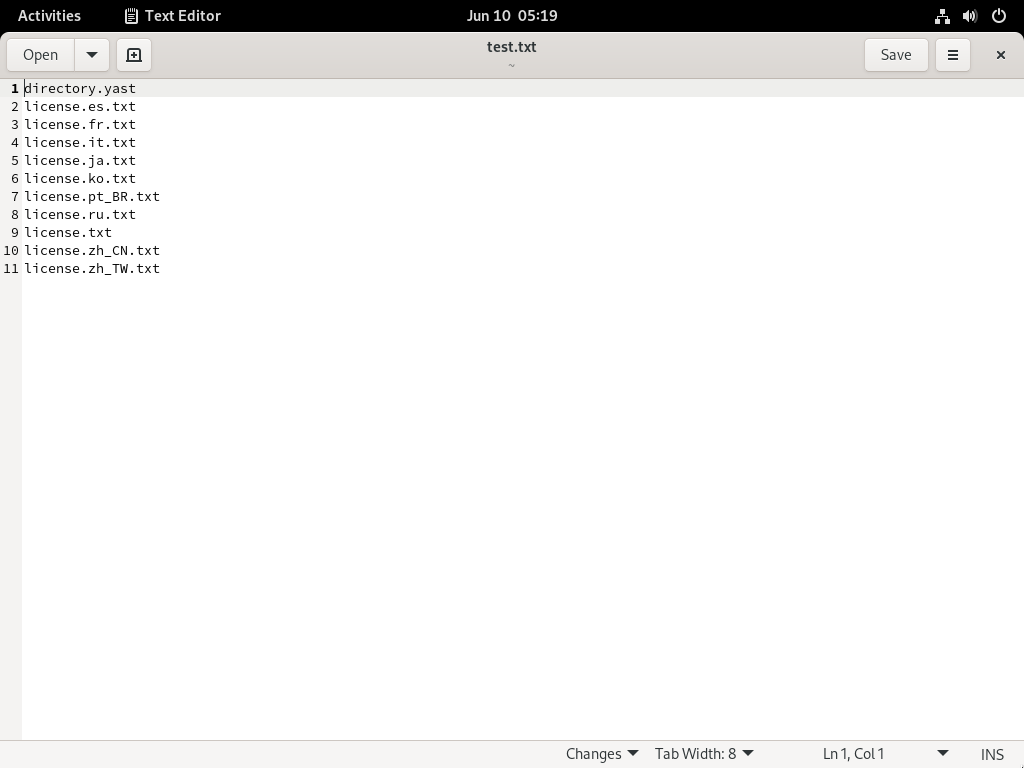 Activities Text Editor Jun 10 05:19
Open test.txt Save
~
1 directory.yast
2 license.es.txt
3 license.fr.txt
4 license.it.txt
5 license.ja.txt
6 license.ko.txt
7 license.pt_BR.txt
8 license.ru.txt
9 license.txt
10 license.zh_CN.txt
11 license.zh_TW.txt
Changes Tab Width: 8 Ln 1, Col 1 INS